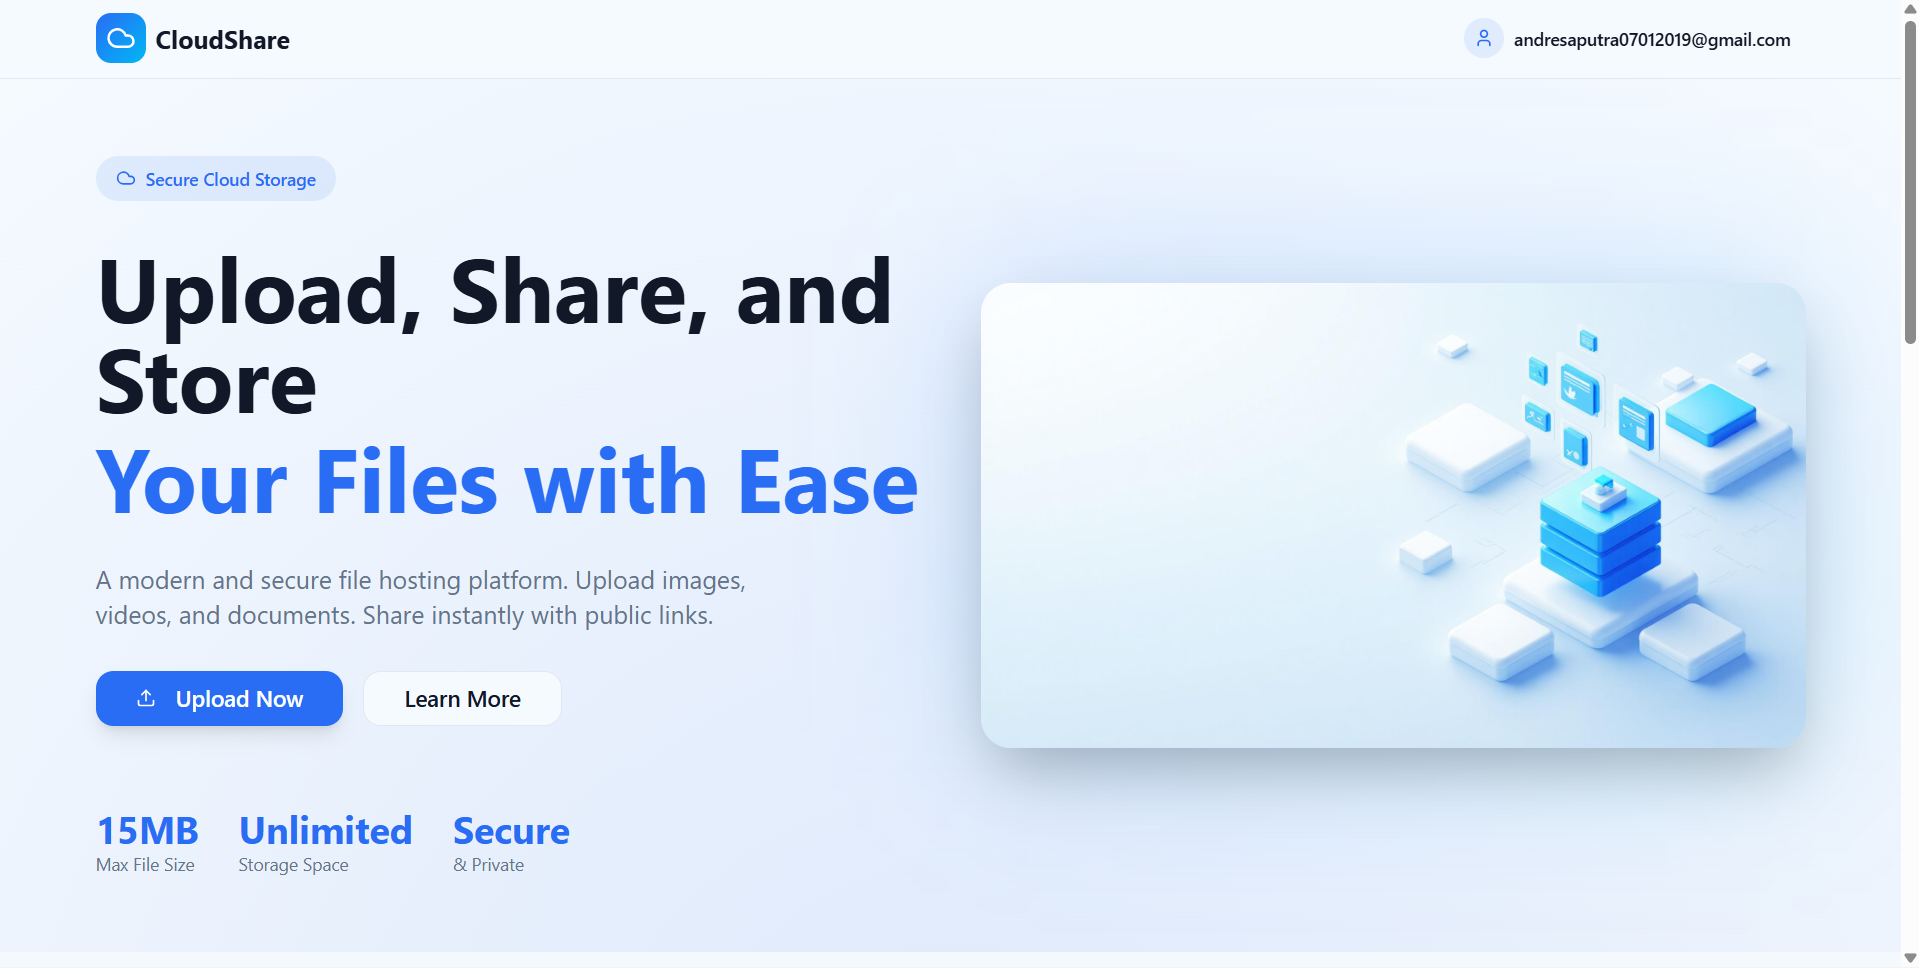 CloudShare
andresaputra07012019@gmail.com
Secure Cloud Storage
Upload, Share, and
Store
Your Files with Ease
A modern and secure file hosting platform. Upload images,
videos, and documents. Share instantly with public links.
Upload Now
Learn More
15MB
Max File Size
Unlimited
Storage Space
Secure
& Private